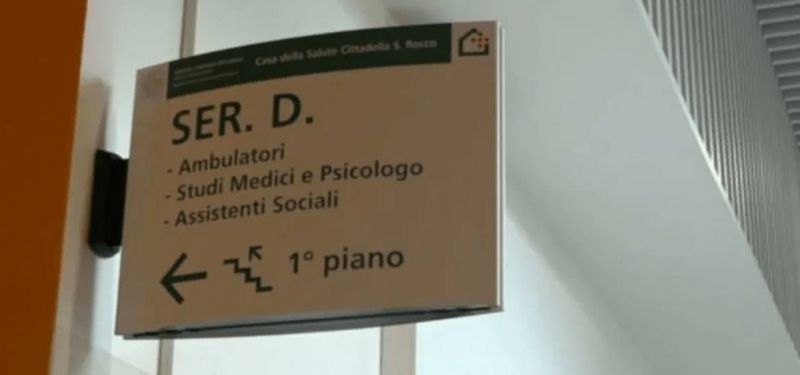 Casa della Salute Cittadella S. Rocco
SER. D.
- Ambulatori
- Studi Medici e Psicologo
- Assistenti Sociali
1° piano